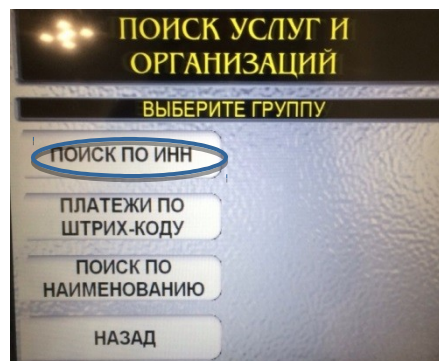 ПОИСК УСЛУГ И
ОРГАНИЗАЦИЙ
ВЫБЕРИТЕ ГРУППУ
ПОИСК ПО ИНН
ПЛАТЕЖИ ПО
ШТРИХ-КОДУ
ПОИСК ПО
НАИМЕНОВАНИЮ
НАЗАД